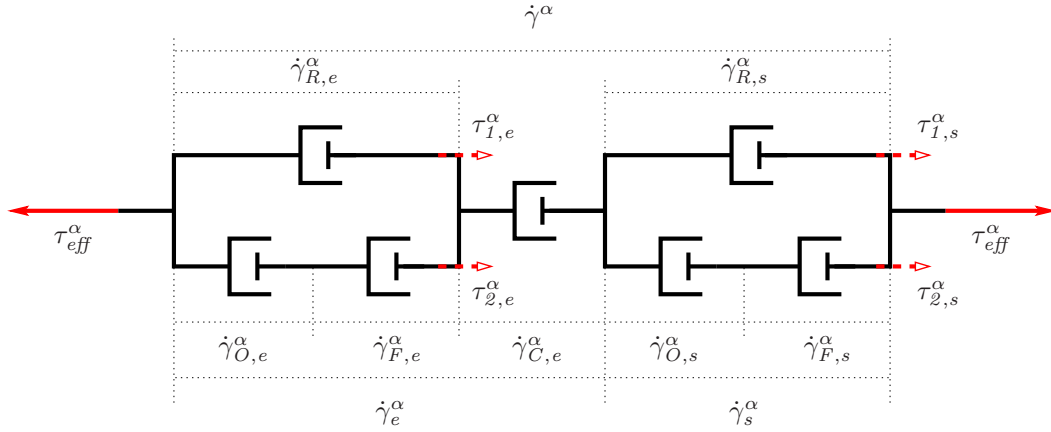 γ̇^α
γ̇^α_{R,e} γ̇^α_{R,s}
τ^α_{1,e} τ^α_{1,s}
τ^α_{eff} τ^α_{eff}
τ^α_{2,e} τ^α_{2,s}
γ̇^α_{O,e} γ̇^α_{F,e} γ̇^α_{C,e} γ̇^α_{O,s} γ̇^α_{F,s}
γ̇^α_e γ̇^α_s